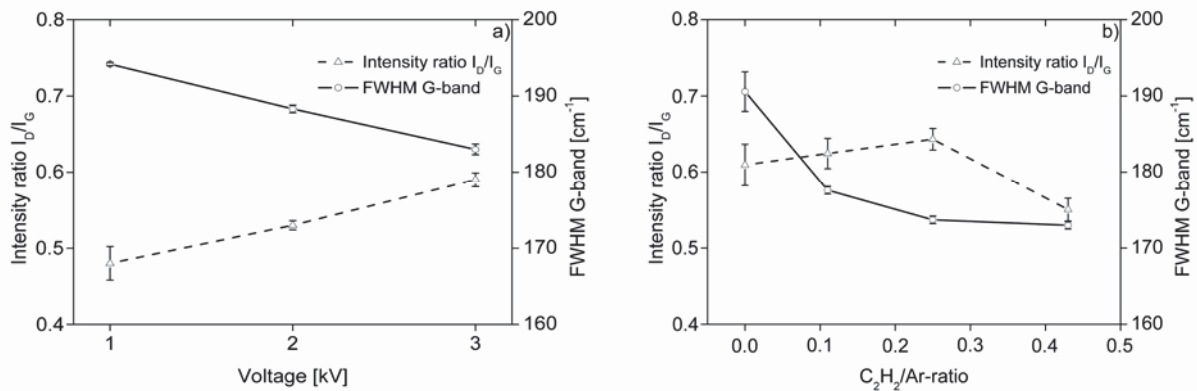 a)
Intensity ratio I_D/I_G
FWHM G-band
0.8
0.7
0.6
0.5
0.4
Intensity ratio I_D/I_G
200
190
180
170
160
FWHM G-band [cm⁻¹]
1 2 3
Voltage [kV]
b)
Intensity ratio I_D/I_G
FWHM G-band
0.8
0.7
0.6
0.5
0.4
Intensity ratio I_D/I_G
200
190
180
170
160
FWHM G-band [cm⁻¹]
0.0 0.1 0.2 0.3 0.4 0.5
C₂H₂/Ar-ratio